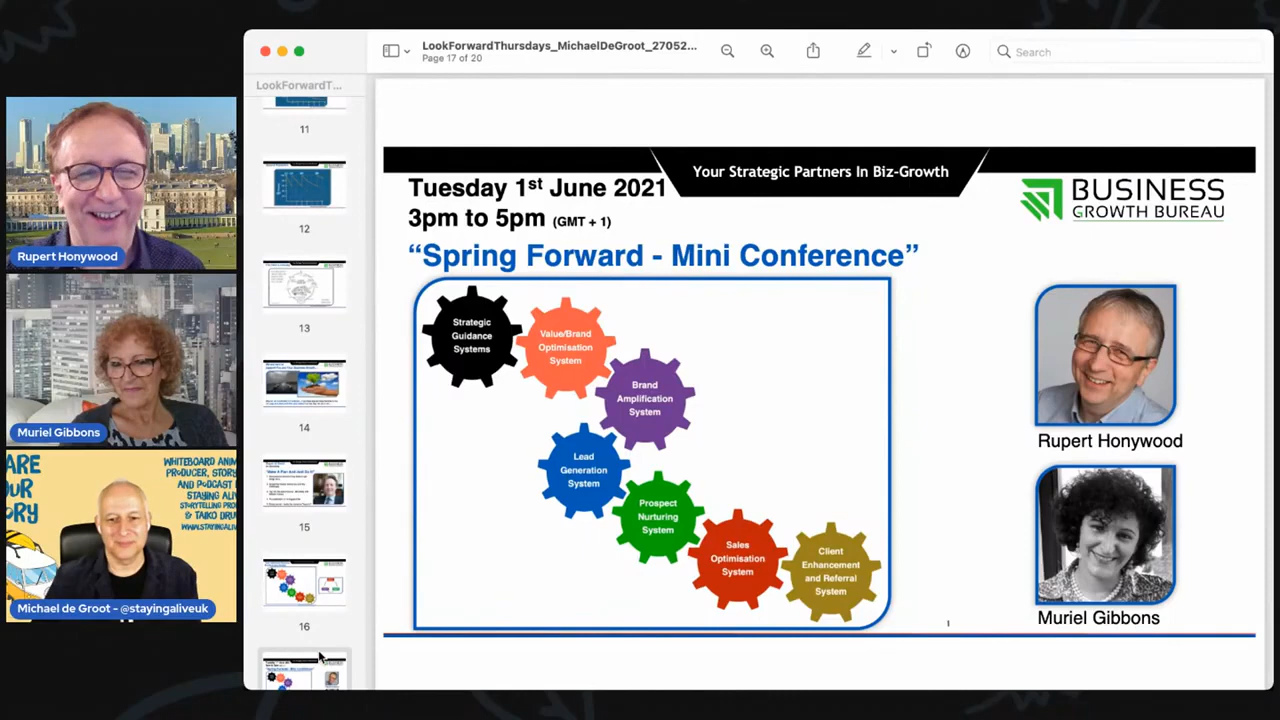 LookForwardThursdays_MichaelDeGroot_27052...
Page 17 of 20
Search
LookForwardT...
11
12
13
14
15
16
Rupert Honywood
Muriel Gibbons
ARE
OUR
ORY
WHITEBOARD ANIM
PRODUCER, STORY
AND PODCAST
STAYING ALIV
STORYTELLING PRO
& TAIKO DRU
WWW.STAYINGALIV
Michael de Groot - @stayingaliveuk
Your Strategic Partners In Biz-Growth
Tuesday 1st June 2021
3pm to 5pm (GMT + 1)
“Spring Forward - Mini Conference”
BUSINESS
GROWTH BUREAU
Strategic
Guidance
Systems
Value/Brand
Optimisation
System
Brand
Amplification
System
Lead
Generation
System
Prospect
Nurturing
System
Sales
Optimisation
System
Client
Enhancement
and Referral
System
Rupert Honywood
Muriel Gibbons
1